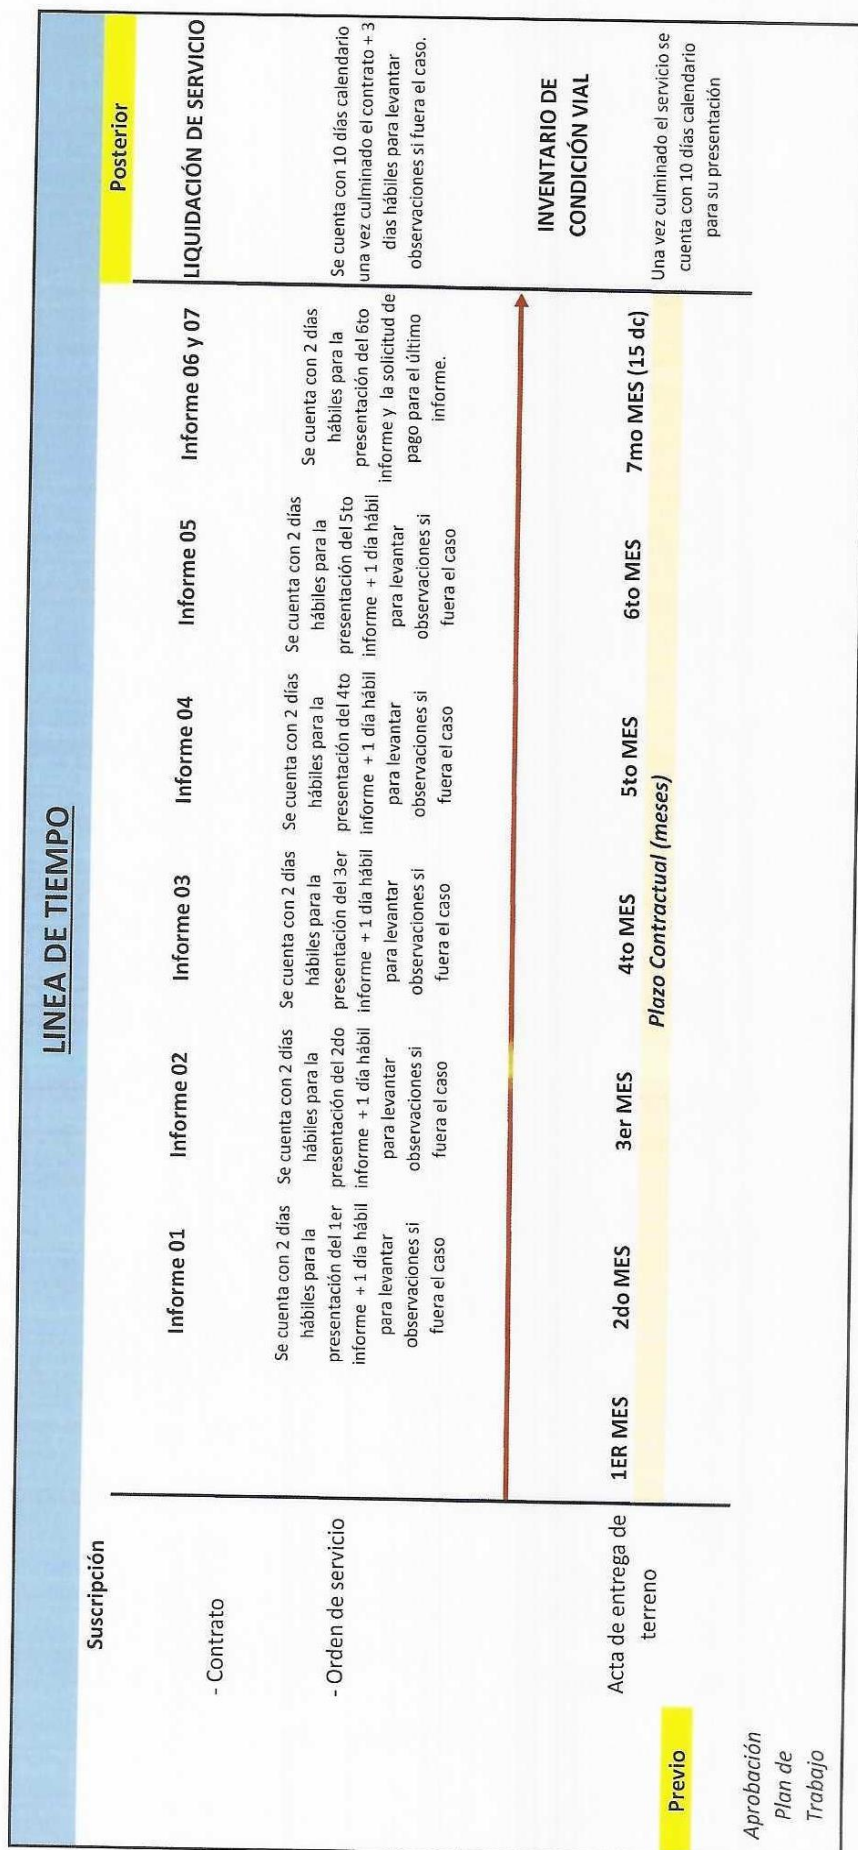 LINEA DE TIEMPO
Suscripción
- Contrato
- Orden de servicio
Acta de entrega de
terreno
Previo
Aprobación
Plan de
Trabajo
Informe 01
Se cuenta con 2 días
hábiles para la
presentación del 1er
informe + 1 día hábil
para levantar
observaciones si
fuera el caso
Informe 02
Se cuenta con 2 días
hábiles para la
presentación del 2do
informe + 1 día hábil
para levantar
observaciones si
fuera el caso
Informe 03
Se cuenta con 2 días
hábiles para la
presentación del 3er
informe + 1 día hábil
para levantar
observaciones si
fuera el caso
Informe 04
Se cuenta con 2 días
hábiles para la
presentación del 4to
informe + 1 día hábil
para levantar
observaciones si
fuera el caso
Informe 05
Se cuenta con 2 días
hábiles para la
presentación del 5to
informe + 1 día hábil
para levantar
observaciones si
fuera el caso
Informe 06 y 07
Se cuenta con 2 días
hábiles para la
presentación del 6to
informe y la solicitud de
pago para el último
informe.
1ER MES
2do MES
3er MES
4to MES
5to MES
6to MES
7mo MES (15 dc)
Plazo Contractual (meses)
Posterior
LIQUIDACIÓN DE SERVICIO
Se cuenta con 10 días calendario
una vez culminado el contrato + 3
dias hábiles para levantar
observaciones si fuera el caso.
INVENTARIO DE
CONDICIÓN VIAL
Una vez culminado el servicio se
cuenta con 10 días calendario
para su presentación